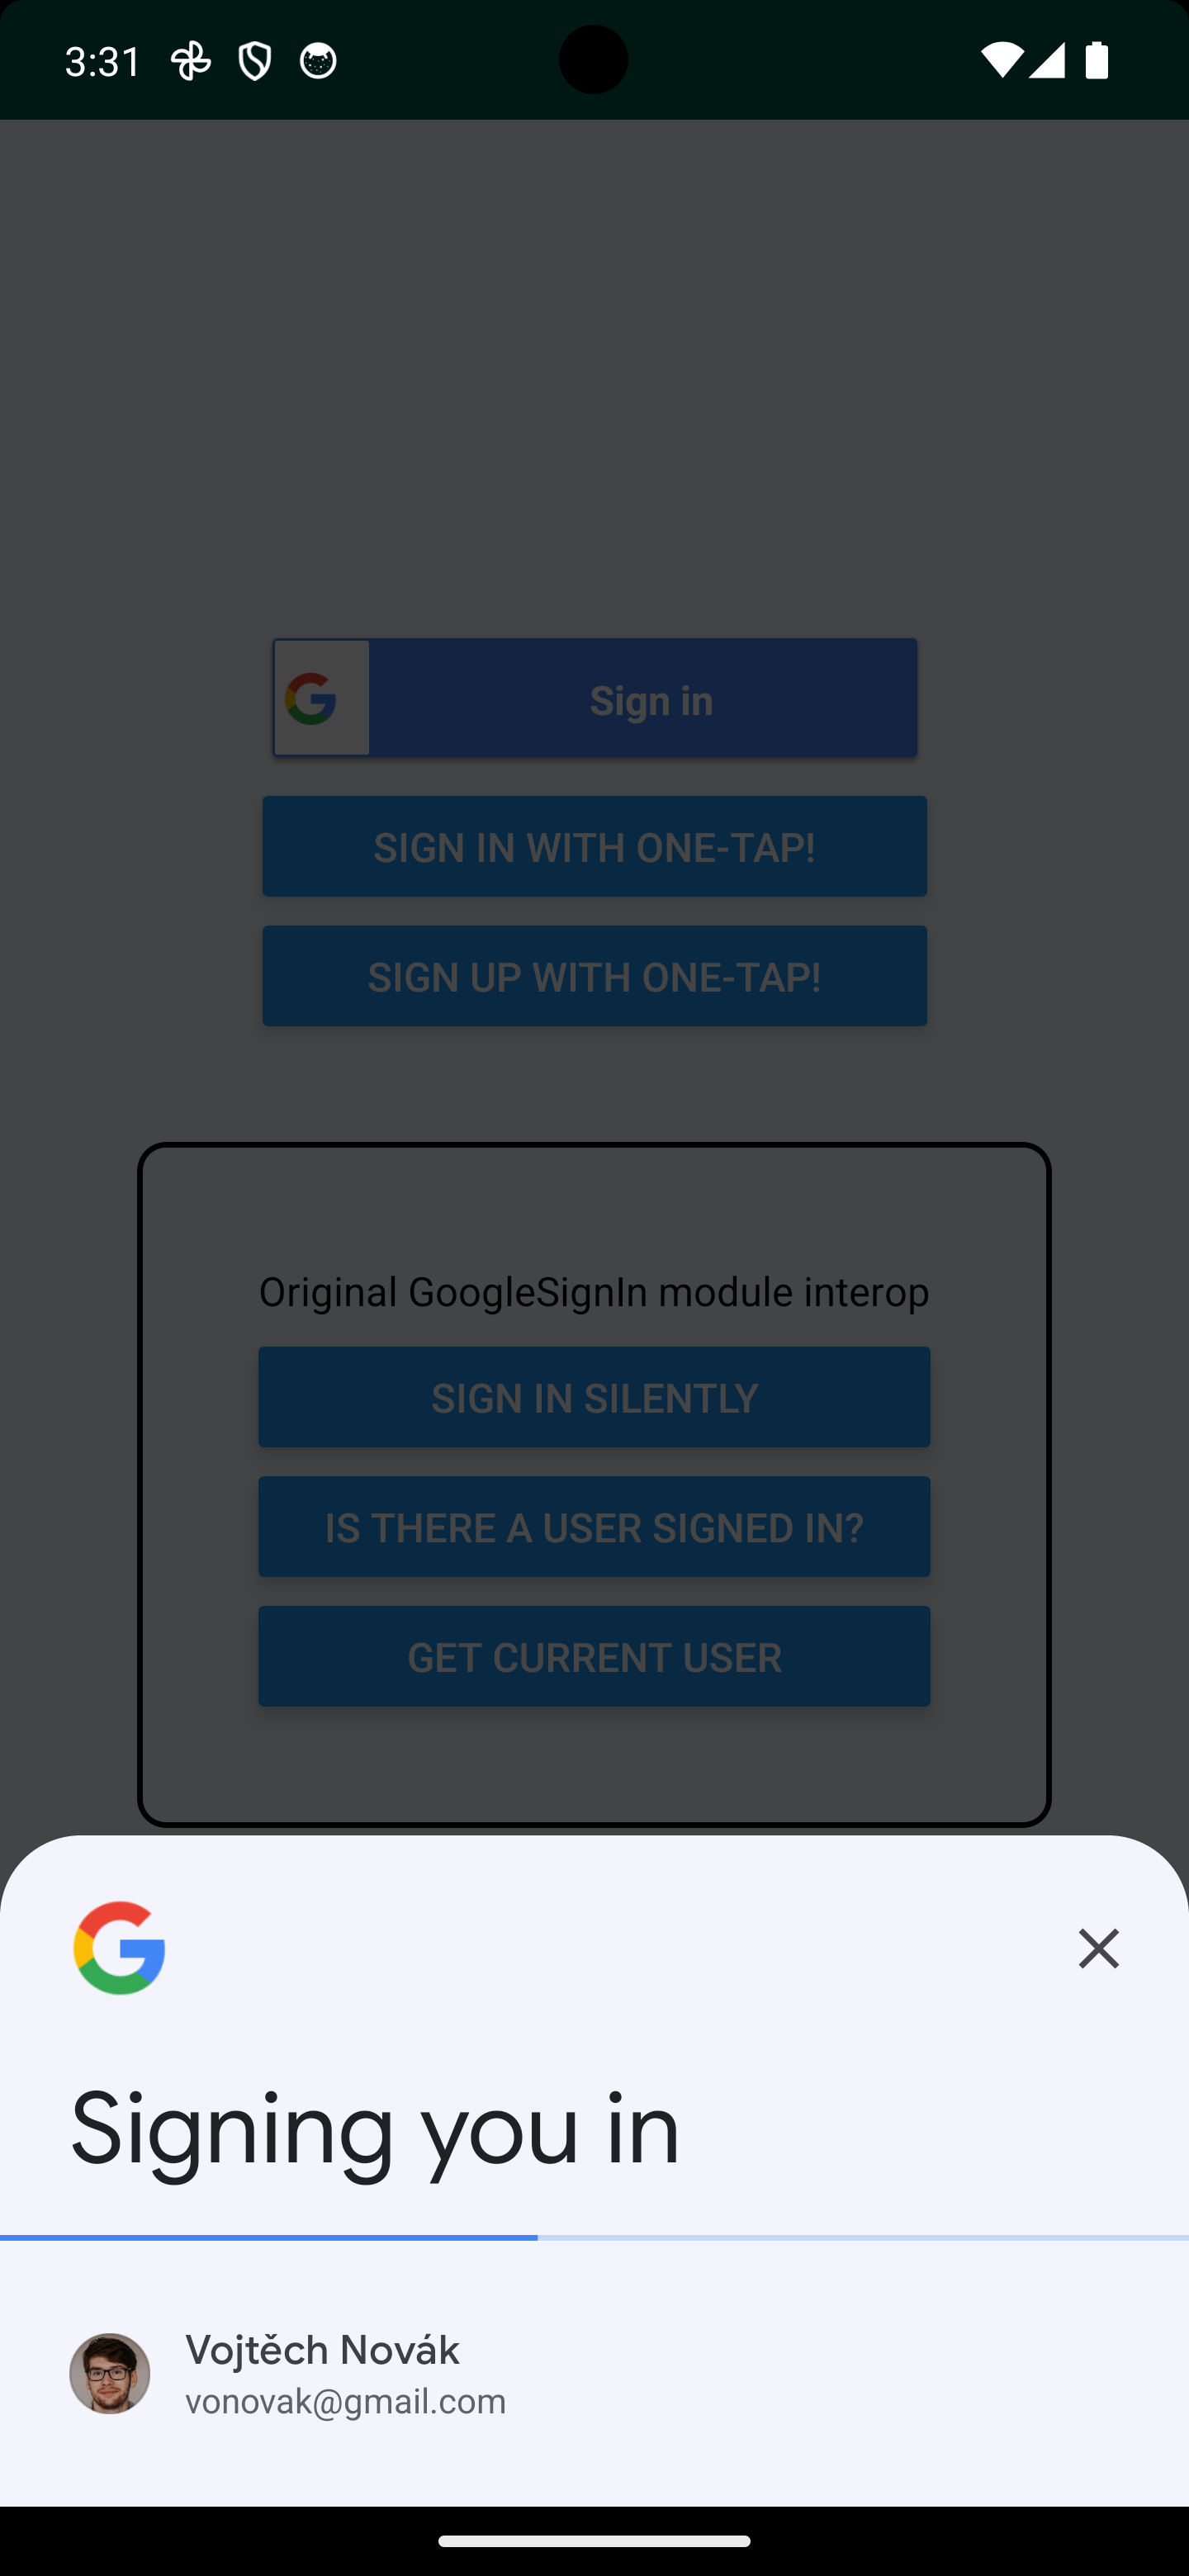 3:31
Sign in
SIGN IN WITH ONE-TAP!
SIGN UP WITH ONE-TAP!
Original GoogleSignIn module interop
SIGN IN SILENTLY
IS THERE A USER SIGNED IN?
GET CURRENT USER
Signing you in
Vojtěch Novák
vonovak@gmail.com